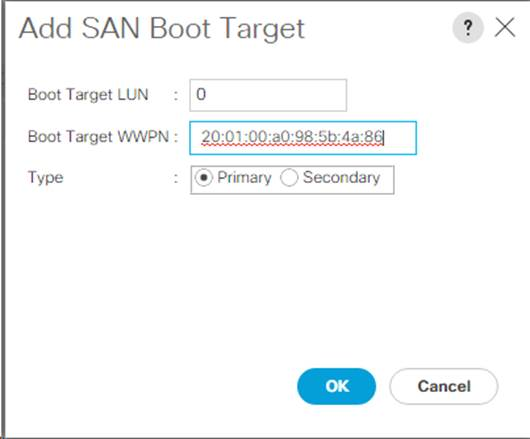 Add SAN Boot Target ?
Boot Target LUN : 0
Boot Target WWPN : 20:01:00:a0:98:5b:4a:86
Type : Primary Secondary
OK Cancel